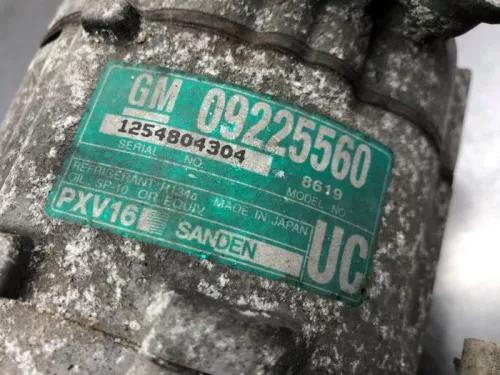 GM 09225560
1254804304 8619
SERIAL NO. MODEL NO.
REFRIGERANT:R134a
OIL:SP-10 OR EQUIV. MADE IN JAPAN
PXV16 SANDEN UC